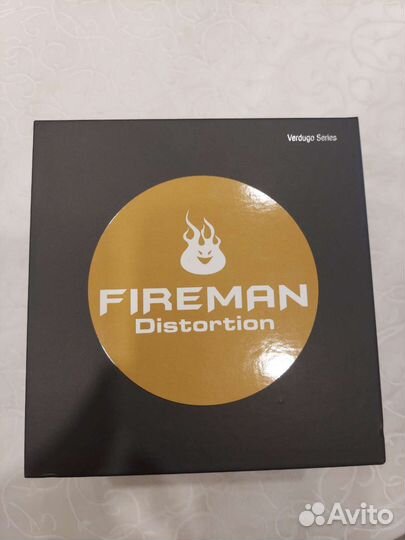 Verdugo Series
FIREMAN
Distortion
Avito